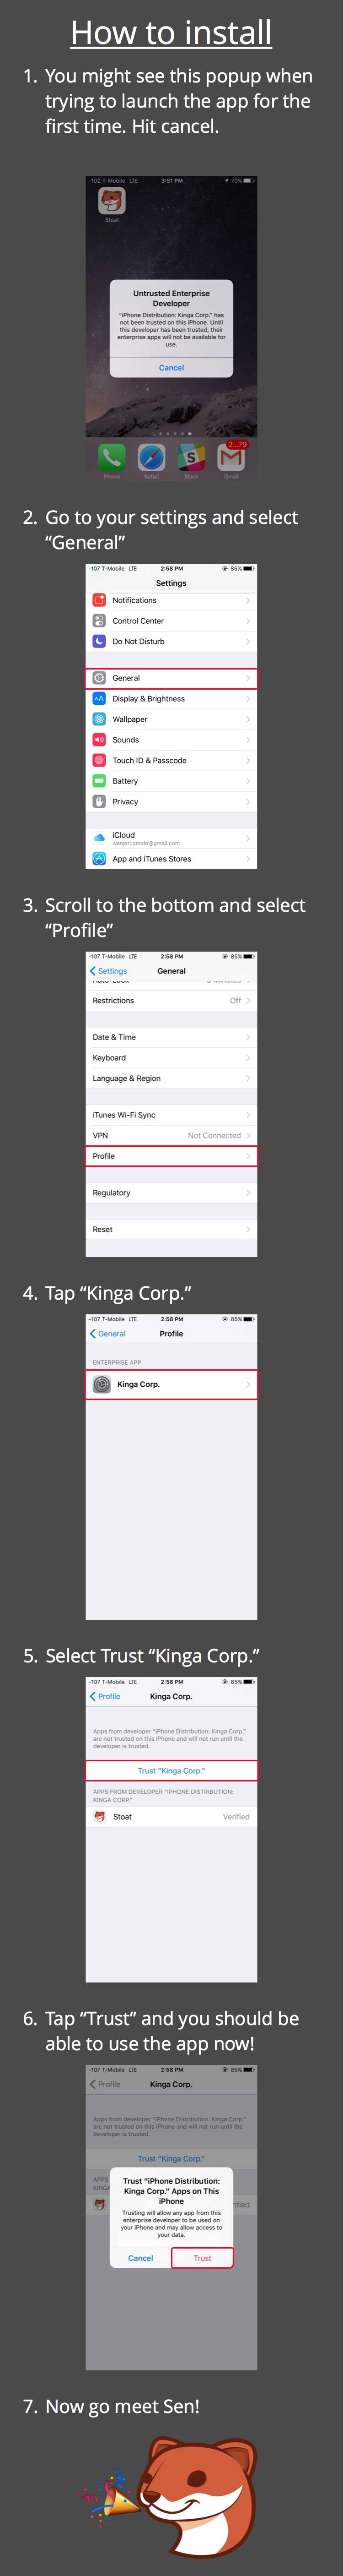 How to install
1. You might see this popup when
trying to launch the app for the
first time. Hit cancel.
-102 T-Mobile LTE 3:51 PM 70%
Stoat
Untrusted Enterprise
Developer
"iPhone Distribution: Kinga Corp." has
not been trusted on this iPhone. Until
this developer has been trusted, their
enterprise apps will not be available for
use.
Cancel
2...79
Phone Safari Slack Gmail
2. Go to your settings and select
“General”
-107 T-Mobile LTE 2:58 PM 85%
Settings
Notifications
Control Center
Do Not Disturb
General
AA Display & Brightness
Wallpaper
Sounds
Touch ID & Passcode
Battery
Privacy
iCloud
wanjeri.omolo@gmail.com
App and iTunes Stores
3. Scroll to the bottom and select
“Profile”
-107 T-Mobile LTE 2:58 PM 85%
Settings General
Restrictions Off
Date & Time
Keyboard
Language & Region
iTunes Wi-Fi Sync
VPN Not Connected
Profile
Regulatory
Reset
4. Tap “Kinga Corp.”
-107 T-Mobile LTE 2:58 PM 85%
General Profile
ENTERPRISE APP
Kinga Corp.
5. Select Trust “Kinga Corp.”
-107 T-Mobile LTE 2:58 PM 85%
Profile Kinga Corp.
Apps from developer "iPhone Distribution: Kinga Corp."
are not trusted on this iPhone and will not run until the
developer is trusted.
Trust "Kinga Corp."
APPS FROM DEVELOPER "IPHONE DISTRIBUTION:
KINGA CORP."
Stoat Verified
6. Tap “Trust” and you should be
able to use the app now!
-107 T-Mobile LTE 2:58 PM 85%
Profile Kinga Corp.
Apps from developer "iPhone Distribution: Kinga Corp."
are not trusted on this iPhone and will not run until the
developer is trusted.
Trust "Kinga Corp."
APPS
KINGA
ified
Trust "iPhone Distribution:
Kinga Corp." Apps on This
iPhone
Trusting will allow any app from this
enterprise developer to be used on
your iPhone and may allow access to
your data.
Cancel Trust
7. Now go meet Sen!